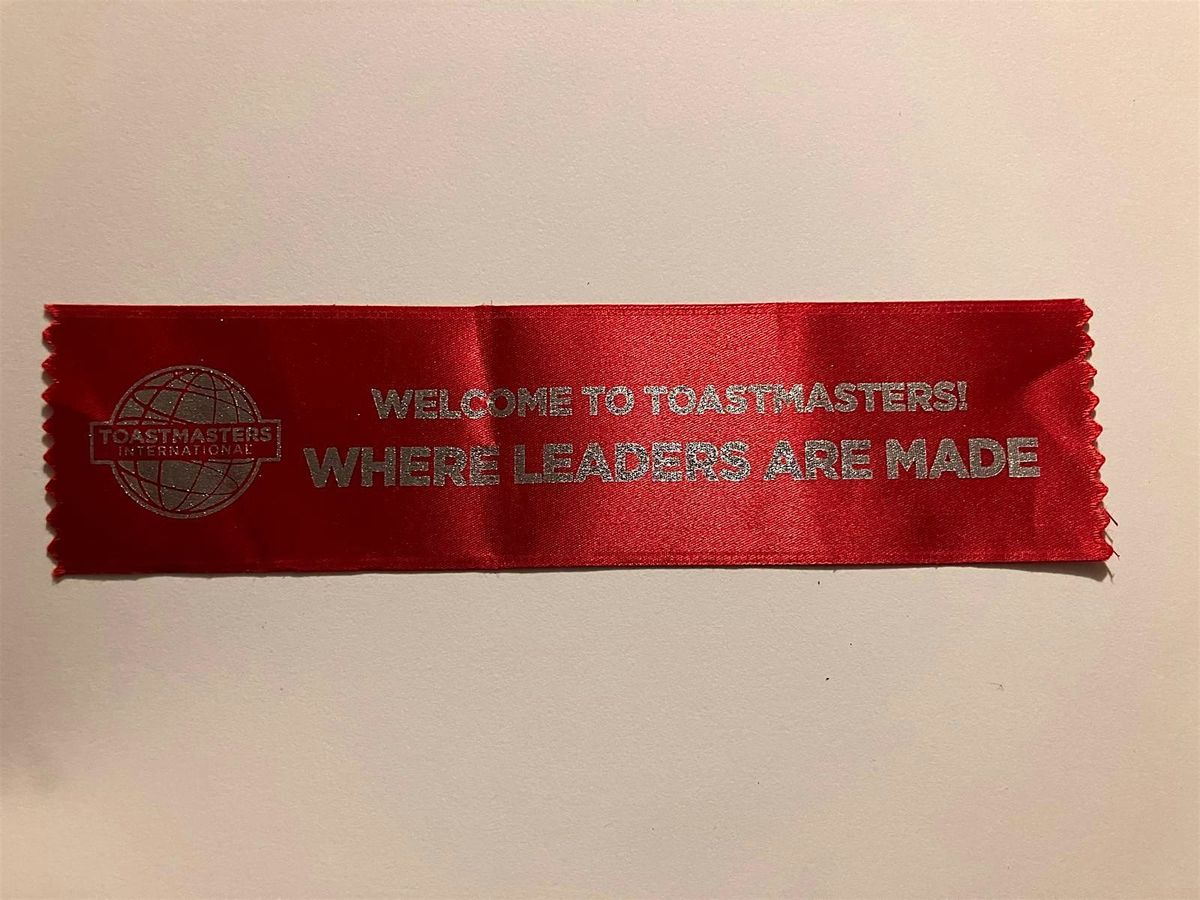 TOASTMASTERS
INTERNATIONAL
WELCOME TO TOASTMASTERS!
WHERE LEADERS ARE MADE